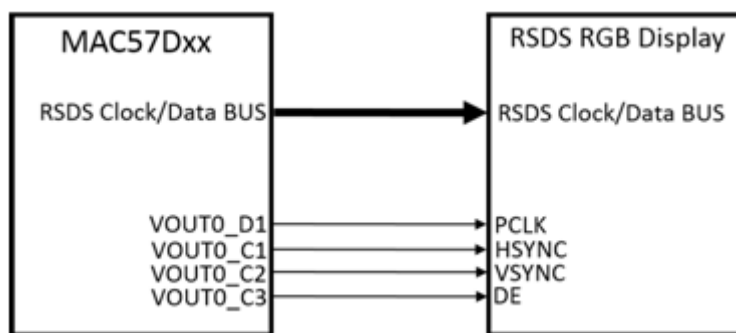 MAC57Dxx
RSDS RGB Display
RSDS Clock/Data BUS
RSDS Clock/Data BUS
VOUT0_D1
PCLK
VOUT0_C1
HSYNC
VOUT0_C2
VSYNC
VOUT0_C3
DE